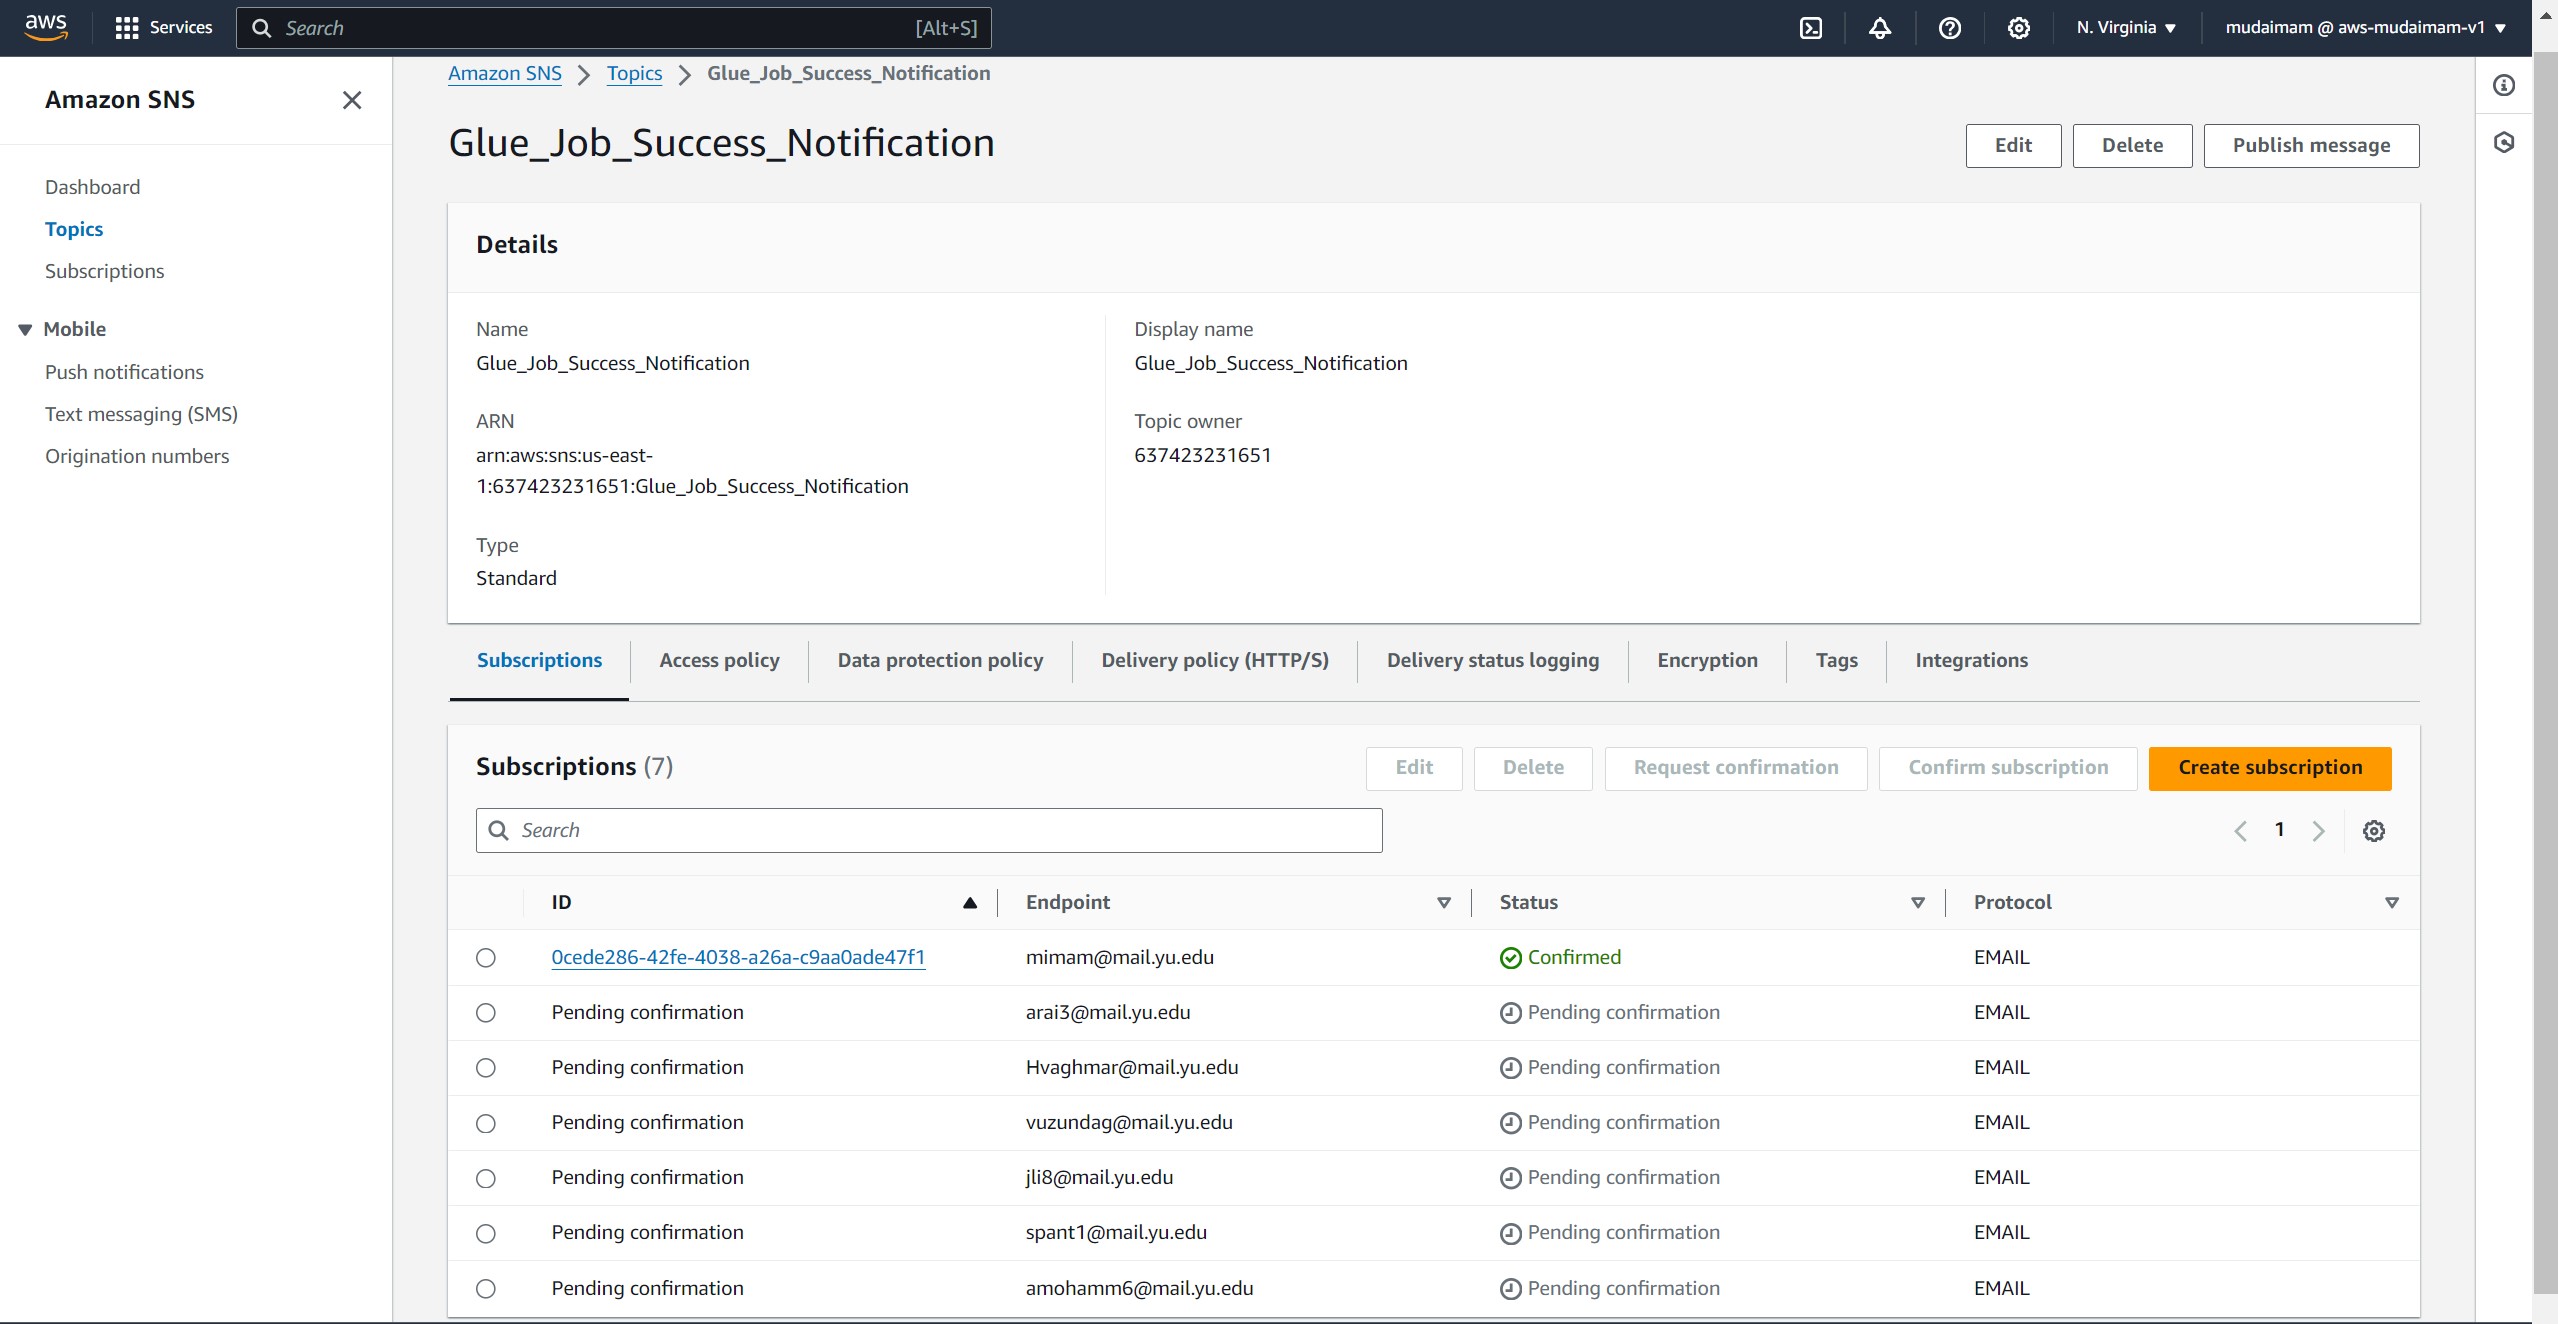 aws
Services
Search
[Alt+S]
N. Virginia
mudaimam @ aws-mudaimam-v1
Amazon SNS
Dashboard
Topics
Subscriptions
Mobile
Push notifications
Text messaging (SMS)
Origination numbers
Amazon SNS
Topics
Glue_Job_Success_Notification
Glue_Job_Success_Notification
Edit
Delete
Publish message
Details
Name
Glue_Job_Success_Notification
ARN
arn:aws:sns:us-east-
1:637423231651:Glue_Job_Success_Notification
Type
Standard
Display name
Glue_Job_Success_Notification
Topic owner
637423231651
Subscriptions
Access policy
Data protection policy
Delivery policy (HTTP/S)
Delivery status logging
Encryption
Tags
Integrations
Subscriptions (7)
Edit
Delete
Request confirmation
Confirm subscription
Create subscription
Search
1
ID Endpoint Status Protocol
0cede286-42fe-4038-a26a-c9aa0ade47f1 mimam@mail.yu.edu Confirmed EMAIL
Pending confirmation arai3@mail.yu.edu Pending confirmation EMAIL
Pending confirmation Hvaghmar@mail.yu.edu Pending confirmation EMAIL
Pending confirmation vuzundag@mail.yu.edu Pending confirmation EMAIL
Pending confirmation jli8@mail.yu.edu Pending confirmation EMAIL
Pending confirmation spant1@mail.yu.edu Pending confirmation EMAIL
Pending confirmation amohamm6@mail.yu.edu Pending confirmation EMAIL